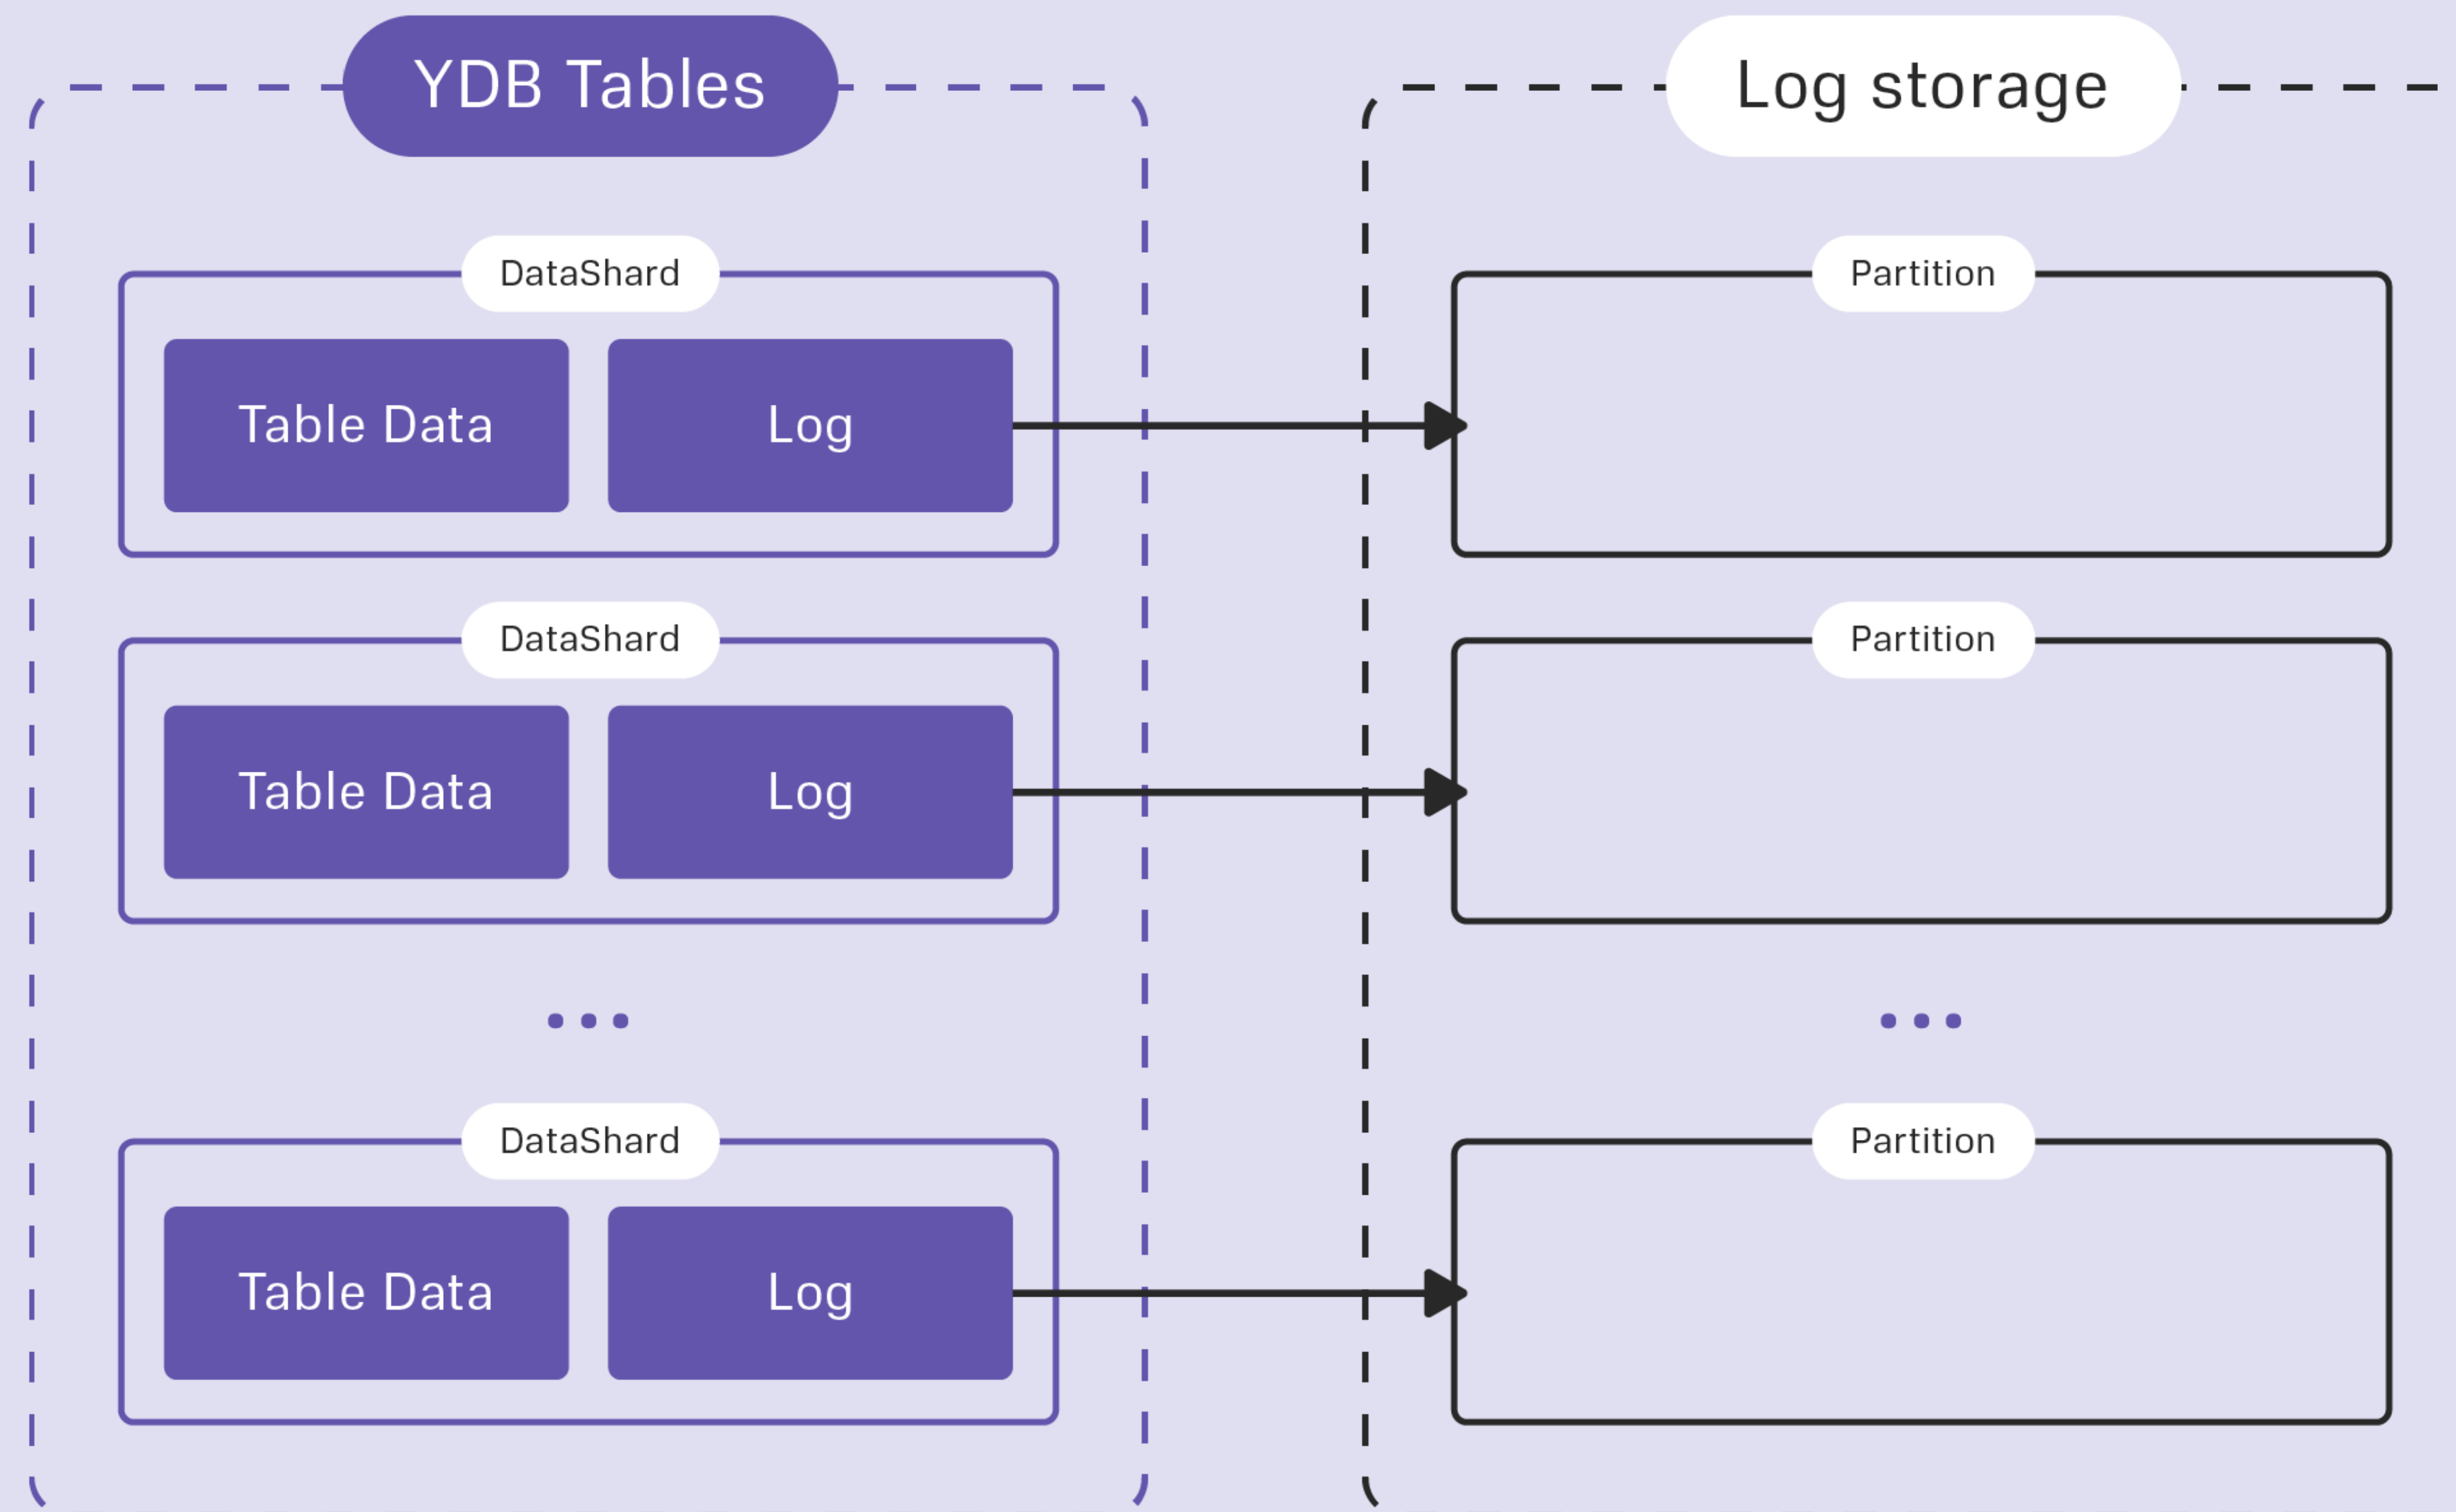 YDB Tables
Log storage
DataShard
Partition
Table Data
Log
DataShard
Partition
Table Data
Log
...
...
DataShard
Partition
Table Data
Log